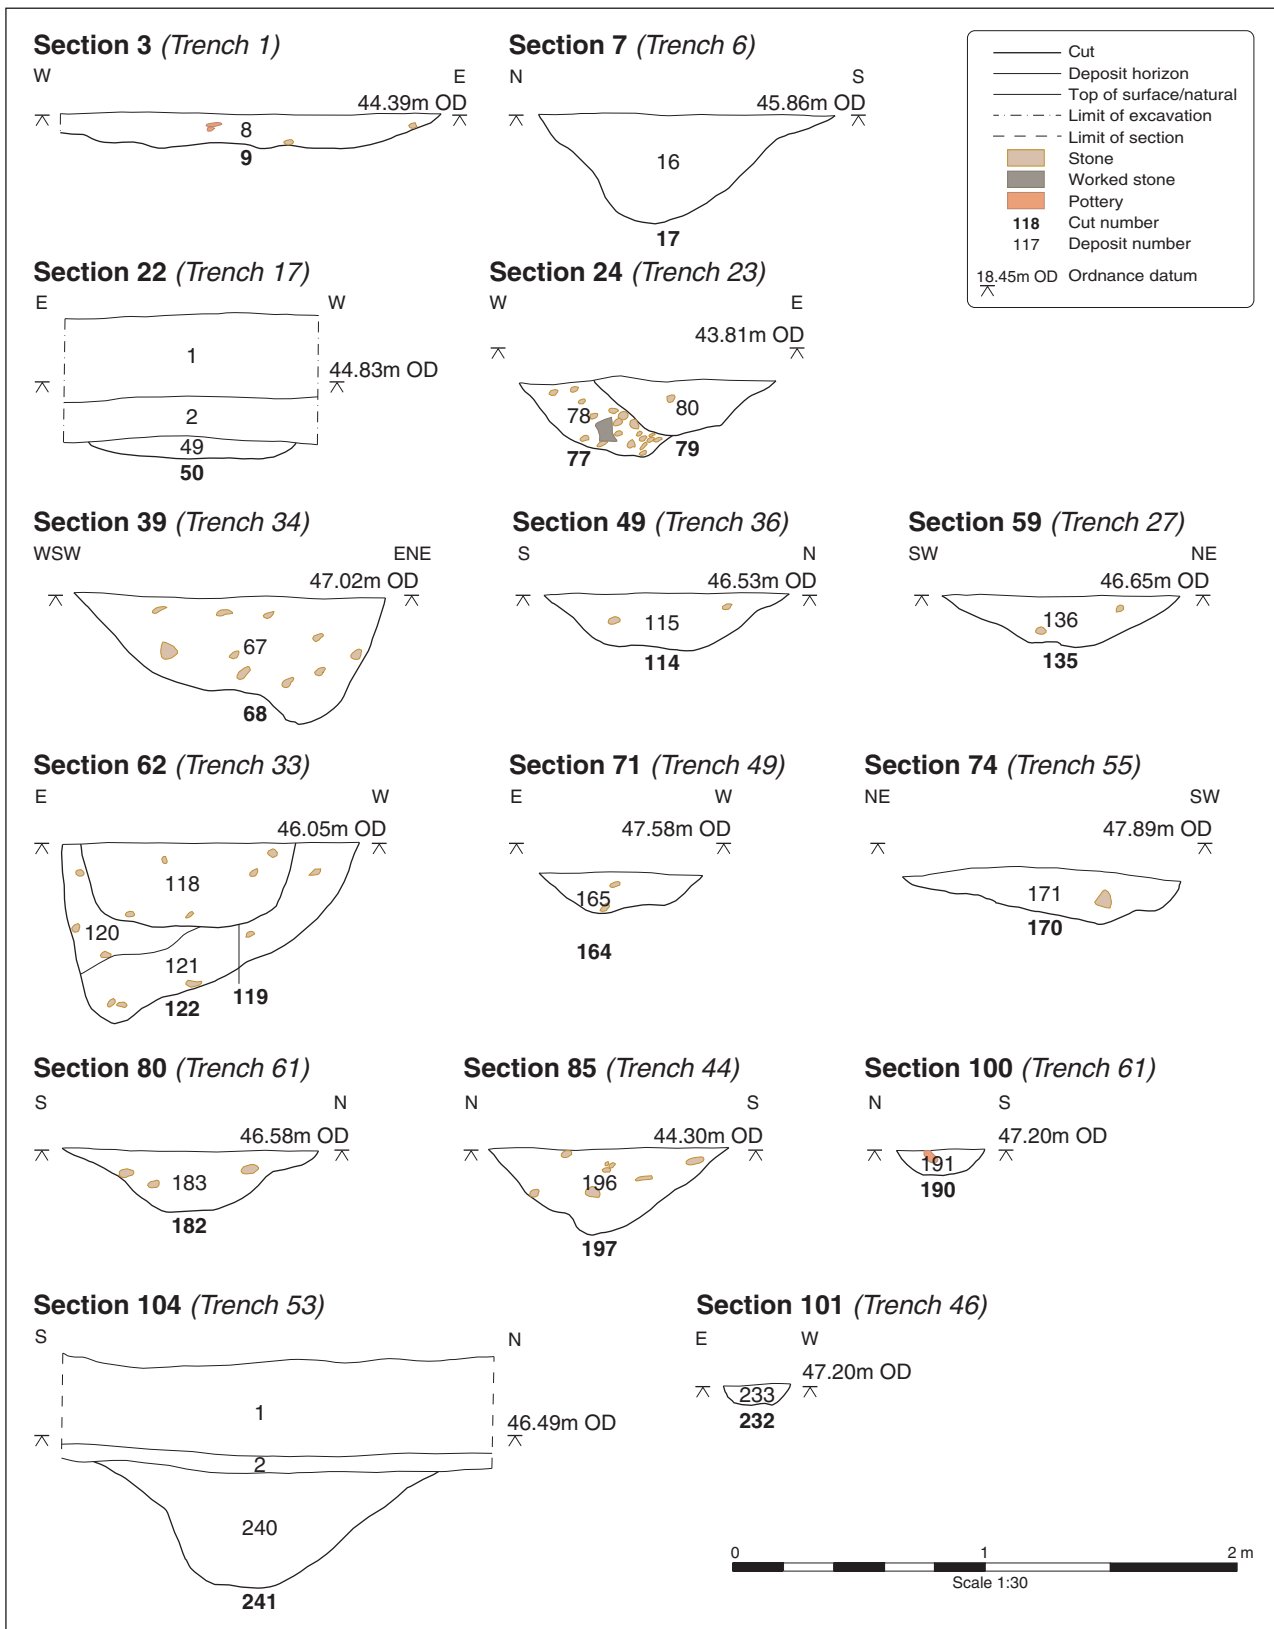 Section 3 (Trench 1)
W
E
44.39m OD
8
9
Section 7 (Trench 6)
N
S
45.86m OD
16
17
Cut
Deposit horizon
Top of surface/natural
Limit of excavation
Limit of section
Stone
Worked stone
Pottery
118 Cut number
117 Deposit number
18.45m OD Ordnance datum
Section 22 (Trench 17)
E
W
1
44.83m OD
2
49
50
Section 24 (Trench 23)
W
E
43.81m OD
78
80
77
79
Section 39 (Trench 34)
WSW
ENE
47.02m OD
67
68
Section 49 (Trench 36)
S
N
46.53m OD
115
114
Section 59 (Trench 27)
SW
NE
46.65m OD
136
135
Section 62 (Trench 33)
E
W
46.05m OD
118
120
121
119
122
Section 71 (Trench 49)
E
W
47.58m OD
165
164
Section 74 (Trench 55)
NE
SW
47.89m OD
171
170
Section 80 (Trench 61)
S
N
46.58m OD
183
182
Section 85 (Trench 44)
N
S
44.30m OD
196
197
Section 100 (Trench 61)
N
S
47.20m OD
191
190
Section 104 (Trench 53)
S
N
1
46.49m OD
2
240
241
Section 101 (Trench 46)
E
W
47.20m OD
233
232
0
1
2 m
Scale 1:30